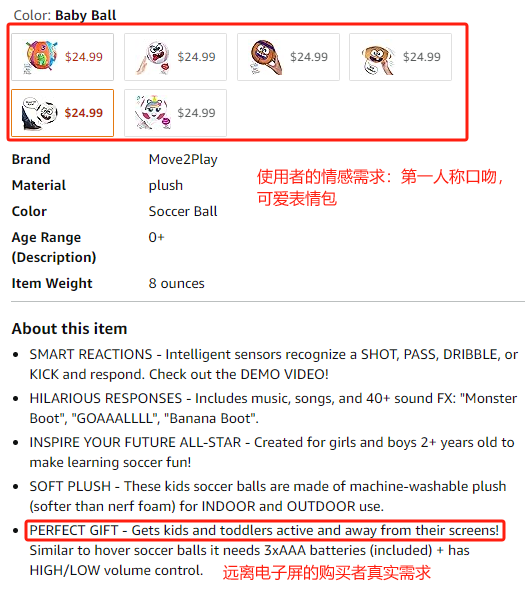 Color: Baby Ball
$24.99 $24.99 $24.99 $24.99
$24.99 $24.99
Brand Move2Play
Material plush
使用者的情感需求：第一人称口吻，
可爱表情包
Color Soccer Ball
Age Range 0+
(Description)
Item Weight 8 ounces
About this item
SMART REACTIONS - Intelligent sensors recognize a SHOT, PASS, DRIBBLE, or
KICK and respond. Check out the DEMO VIDEO!
HILARIOUS RESPONSES - Includes music, songs, and 40+ sound FX: "Monster
Boot", "GOAAALLLL", "Banana Boot".
INSPIRE YOUR FUTURE ALL-STAR - Created for girls and boys 2+ years old to
make learning soccer fun!
SOFT PLUSH - These kids soccer balls are made of machine-washable plush
(softer than nerf foam) for INDOOR and OUTDOOR use.
PERFECT GIFT - Gets kids and toddlers active and away from their screens!
Similar to hover soccer balls it needs 3xAAA batteries (included) + has
HIGH/LOW volume control. 远离电子屏的购买者真实需求